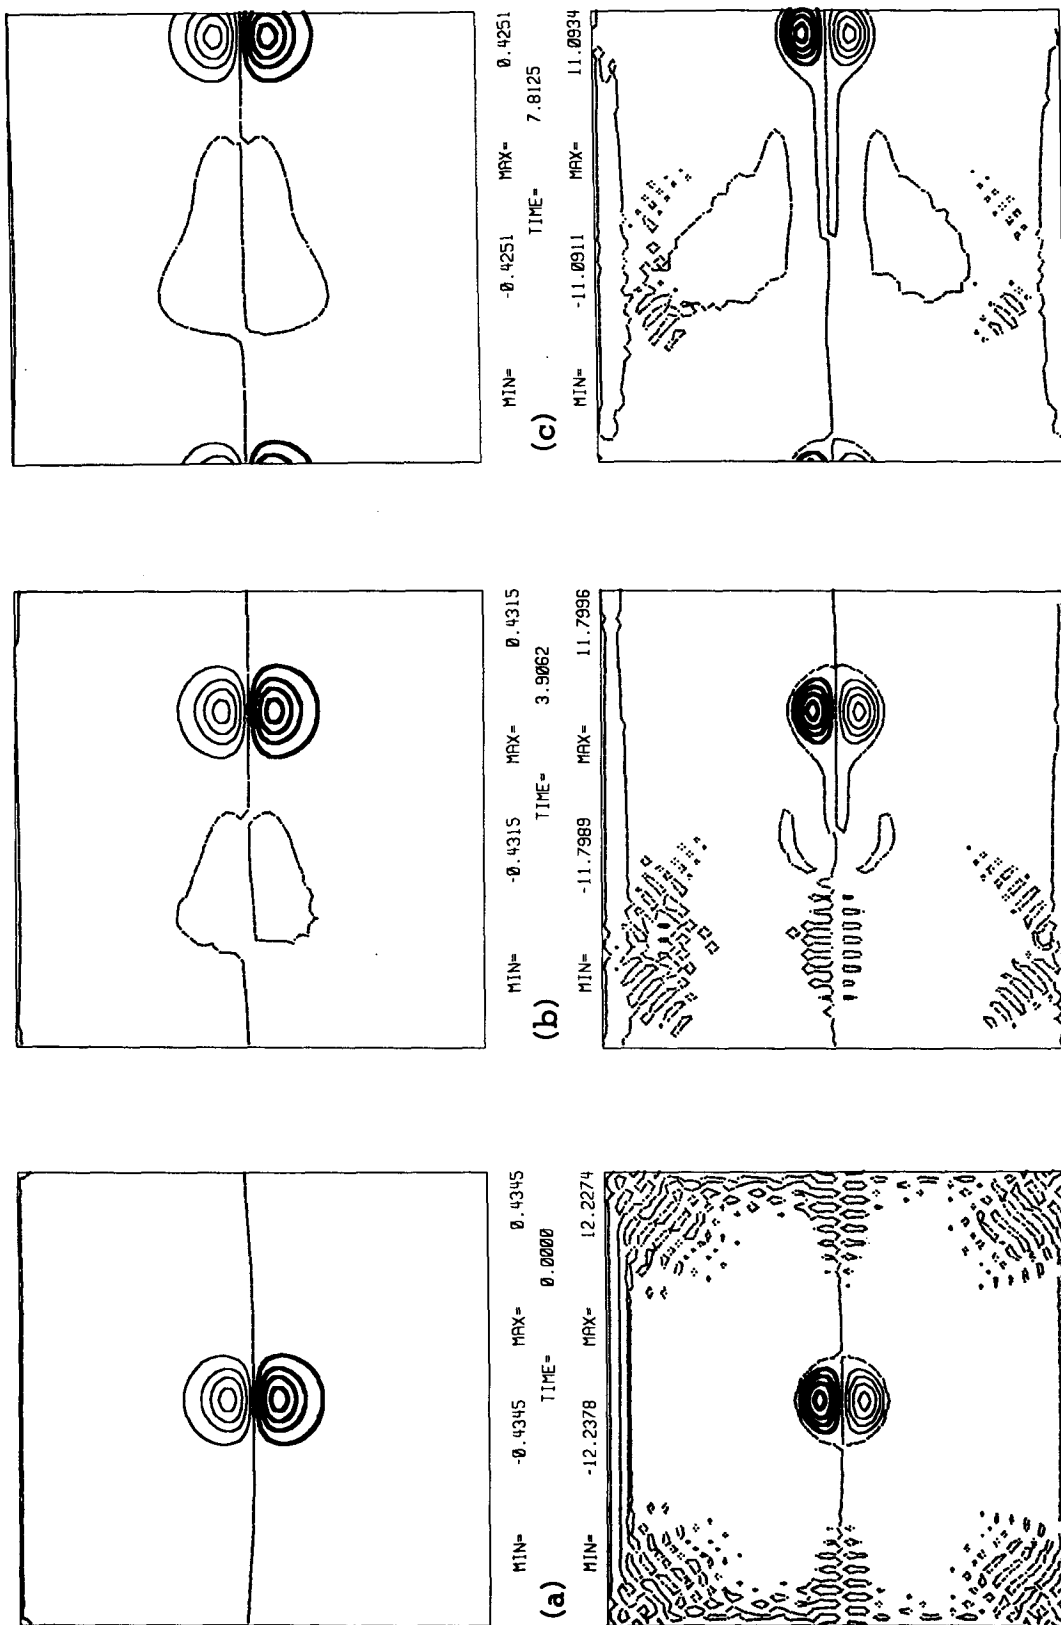 (a)
MIN= -0.4345 MAX= 0.4345
TIME= 0.0000
MIN= -12.2378 MAX= 12.2274
(b)
MIN= -0.4315 MAX= 0.4315
TIME= 3.9062
MIN= -11.7989 MAX= 11.7996
(c)
MIN= -0.4251 MAX= 0.4251
TIME= 7.8125
MIN= -11.0911 MAX= 11.0934